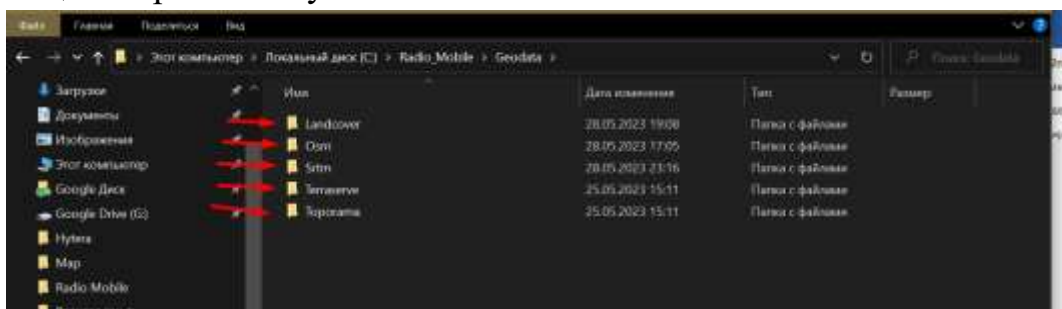 Файл Главная Поделиться Вид
Этот компьютер > Локальный диск (C:) > Radio_Mobile > Geodata >
Поиск: Geodata
Имя Дата изменения Тип Размер
Загрузки
Документы
Изображения
Этот компьютер
Google Диск
Google Drive (G:)
Hytera
Map
Radio Mobile
Landcover 28.05.2023 19:08 Папка с файлами
Osm 28.05.2023 17:05 Папка с файлами
Srtm 28.05.2023 23:16 Папка с файлами
Terraserve 25.05.2023 15:11 Папка с файлами
Toporama 25.05.2023 15:11 Папка с файлами